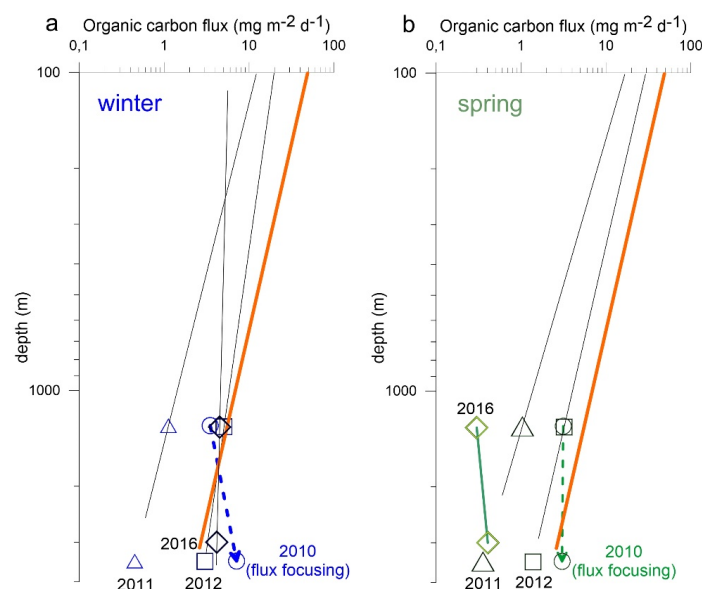 a
Organic carbon flux (mg m⁻² d⁻¹)
0,1 1 10 100
100
winter
depth (m)
1000
2016
2010
(flux focusing)
2011
2012
b
Organic carbon flux (mg m⁻² d⁻¹)
0,1 1 10 100
100
spring
depth (m)
1000
2016
2010
(flux focusing)
2011
2012